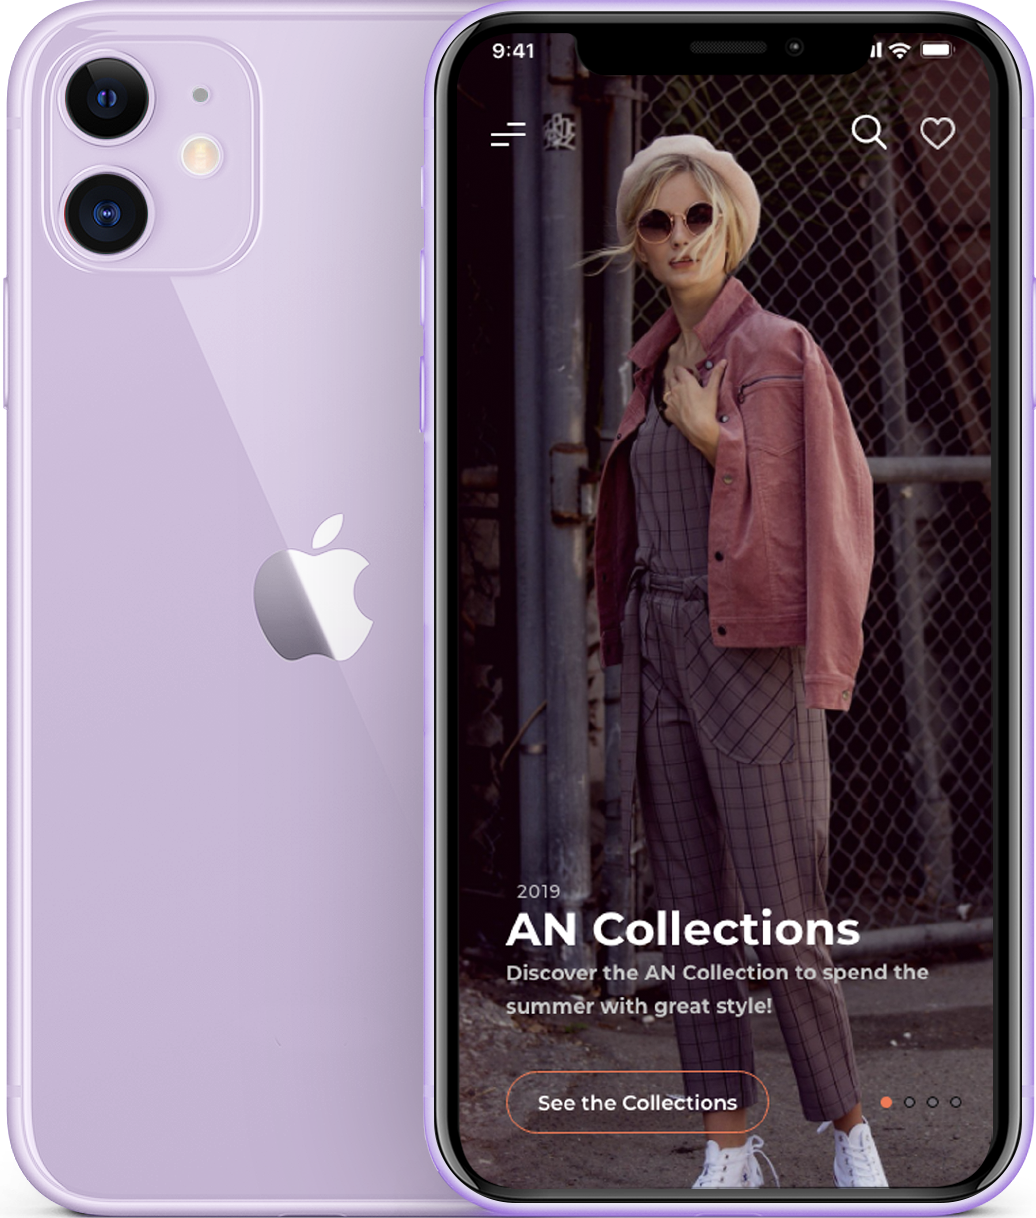 9:41
2019
AN Collections
Discover the AN Collection to spend the
summer with great style!
See the Collections